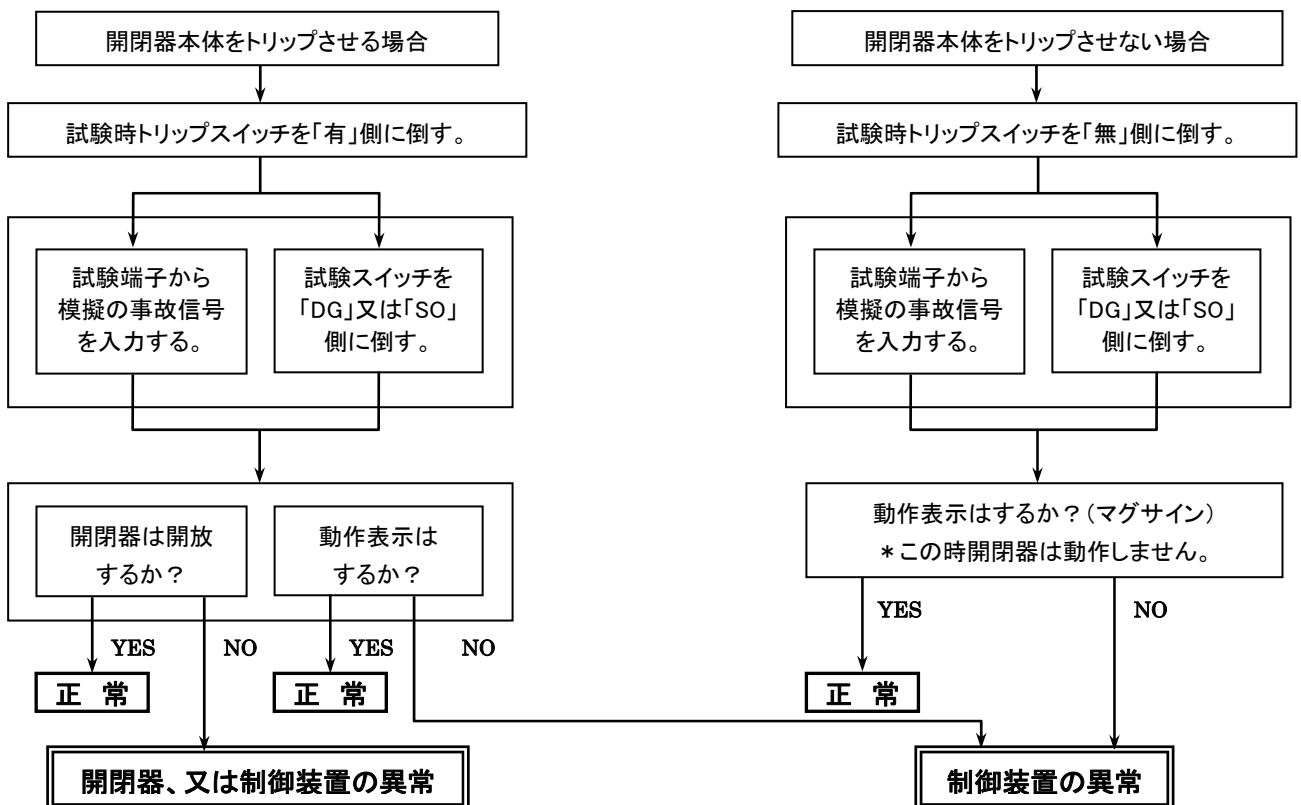 開閉器本体をトリップさせる場合
試験時トリップスイッチを「有」側に倒す。
試験端子から
模擬の事故信号
を入力する。
試験スイッチを
「DG」又は「SO」
側に倒す。
開閉器は開放
するか？
動作表示は
するか？
YES
NO
YES
NO
正 常
正 常
開閉器、又は制御装置の異常
開閉器本体をトリップさせない場合
試験時トリップスイッチを「無」側に倒す。
試験端子から
模擬の事故信号
を入力する。
試験スイッチを
「DG」又は「SO」
側に倒す。
動作表示はするか？（マグサイン）
＊この時開閉器は動作しません。
YES
NO
正 常
制御装置の異常